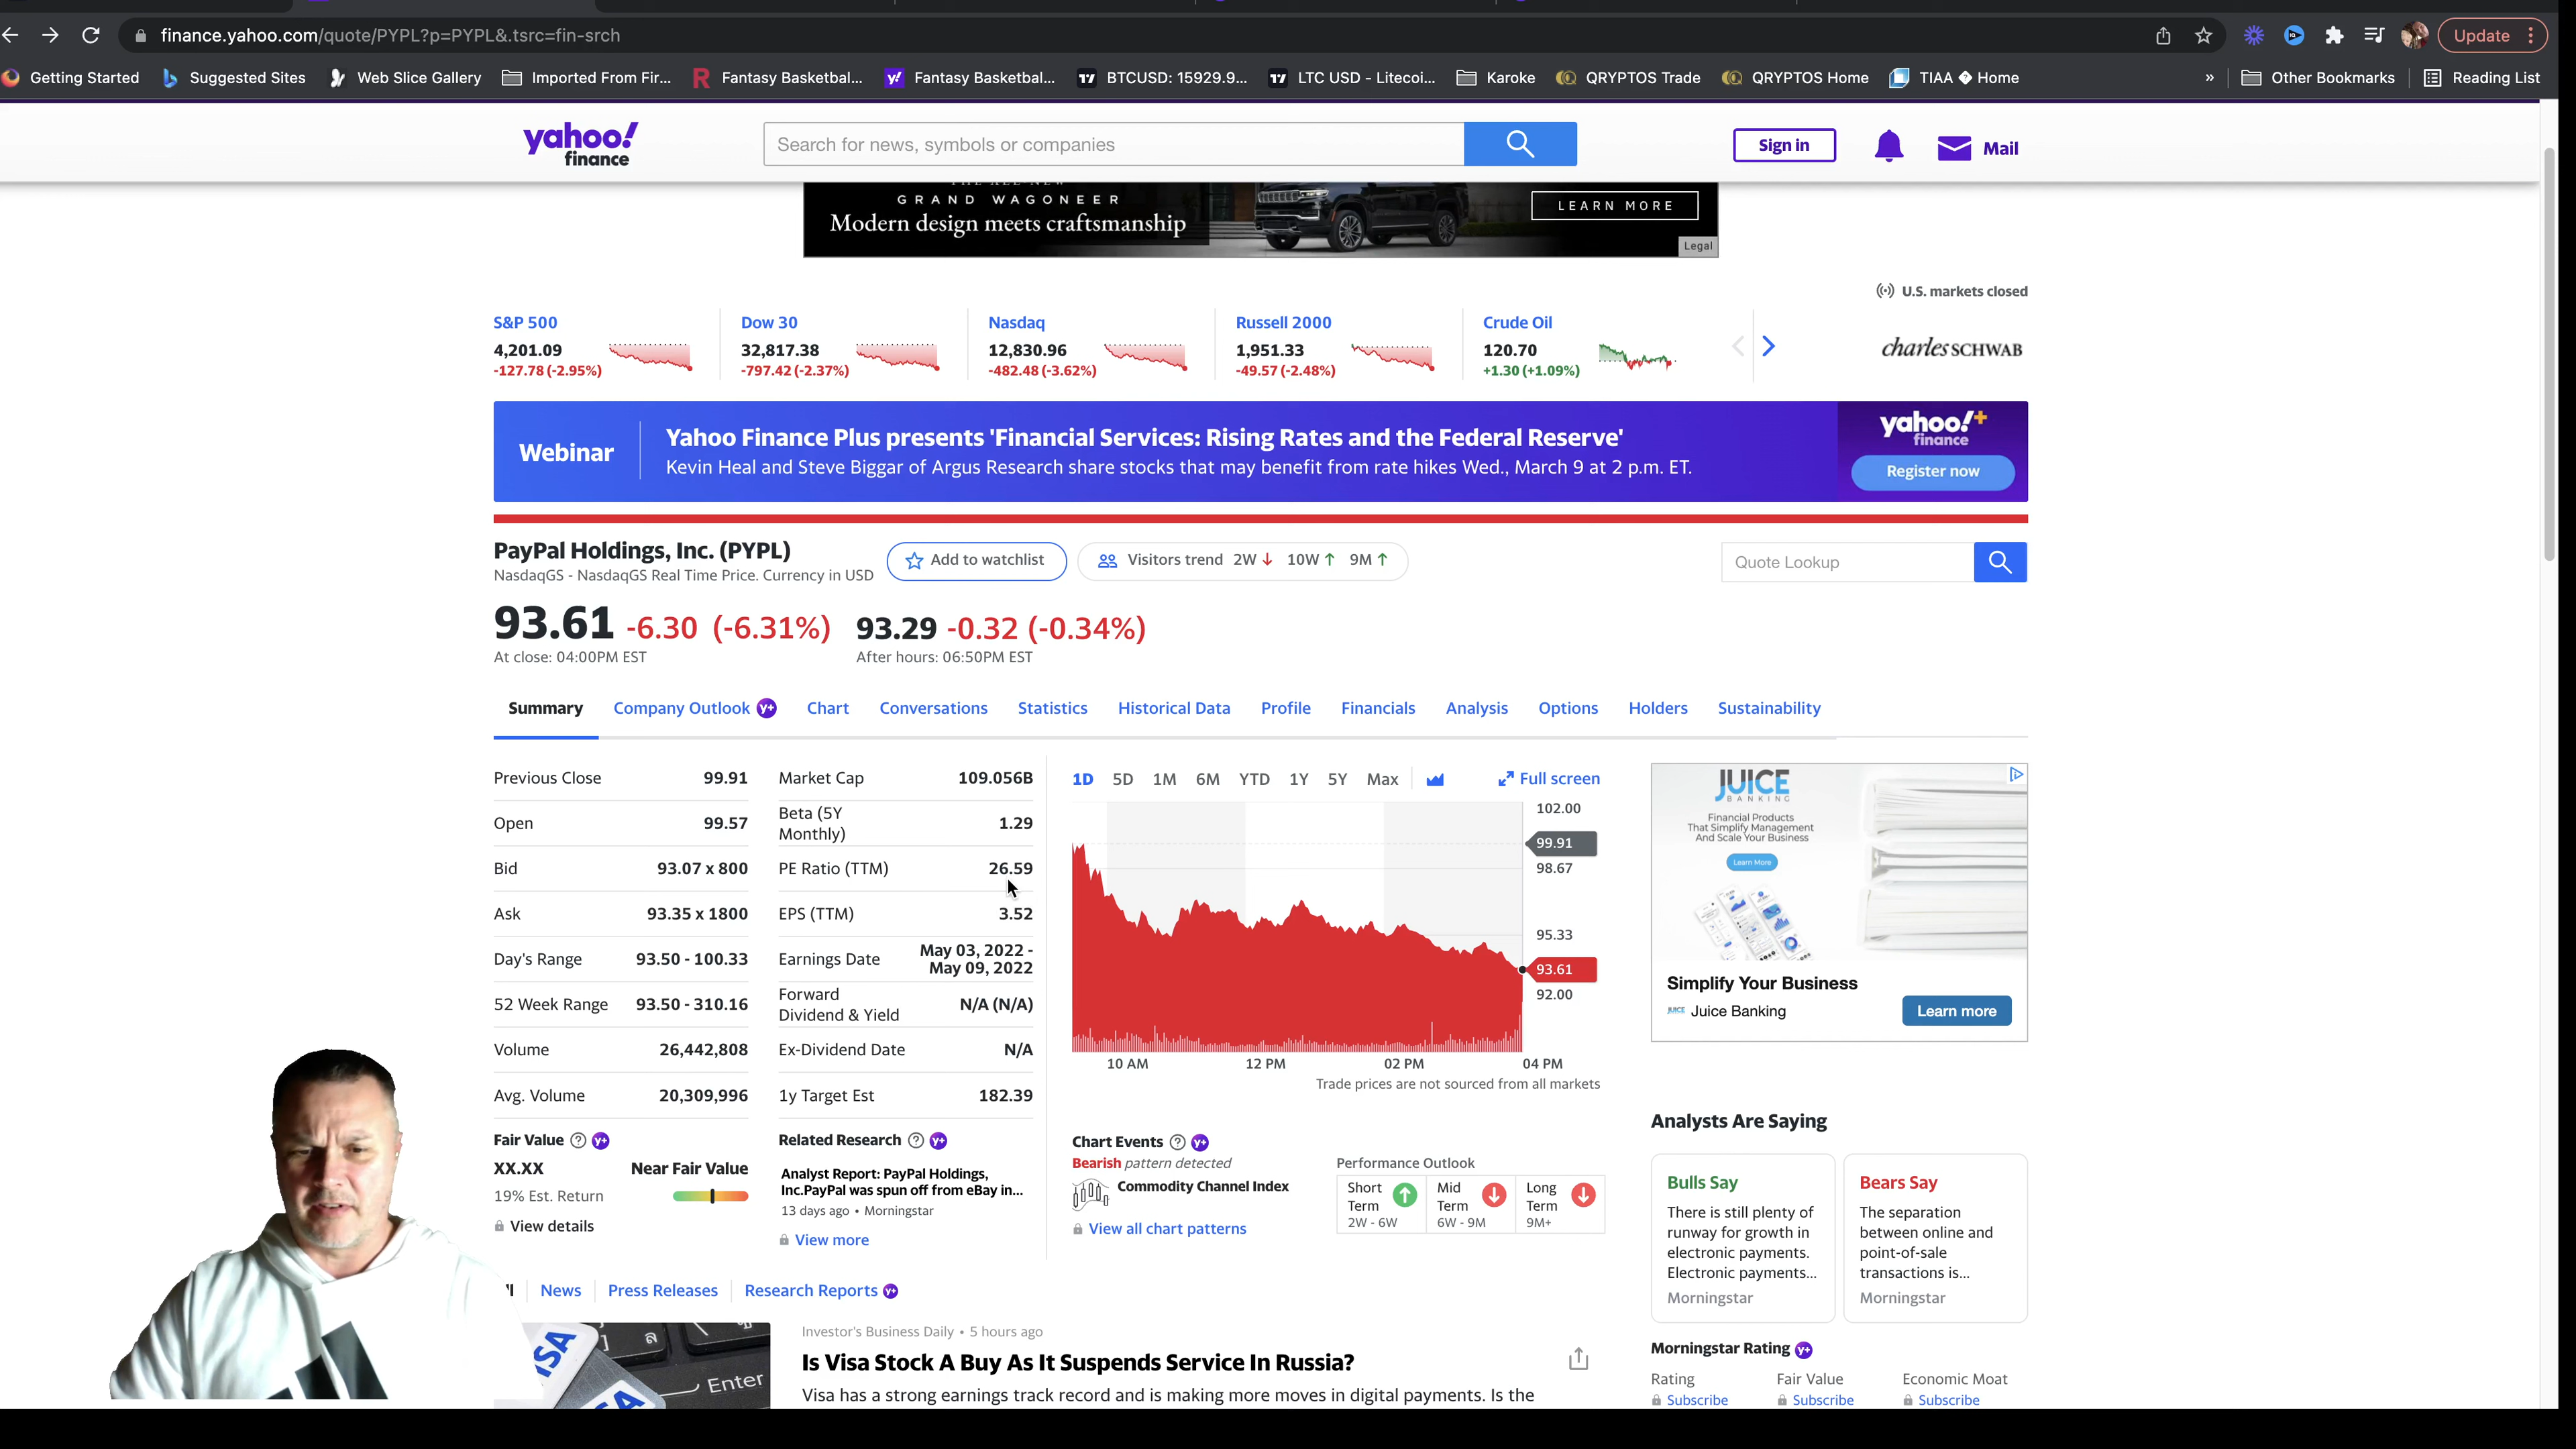 finance.yahoo.com/quote/PYPL?p=PYPL&.tsrc=fin-srch
Update
Getting Started
Suggested Sites
Web Slice Gallery
Imported From Fir...
Fantasy Basketbal...
Fantasy Basketbal...
BTCUSD: 15929.9...
LTC USD - Litecoi...
Karoke
QRYPTOS Trade
QRYPTOS Home
TIAA � Home
»
Other Bookmarks
Reading List
yahoo!
finance
Search for news, symbols or companies
Sign in
Mail
GRAND WAGONEER
Modern design meets craftsmanship
LEARN MORE
Legal
U.S. markets closed
S&P 500
4,201.09
-127.78 (-2.95%)
Dow 30
32,817.38
-797.42 (-2.37%)
Nasdaq
12,830.96
-482.48 (-3.62%)
Russell 2000
1,951.33
-49.57 (-2.48%)
Crude Oil
120.70
+1.30 (+1.09%)
charles SCHWAB
Webinar
Yahoo Finance Plus presents 'Financial Services: Rising Rates and the Federal Reserve'
Kevin Heal and Steve Biggar of Argus Research share stocks that may benefit from rate hikes Wed., March 9 at 2 p.m. ET.
yahoo!+
finance
Register now
PayPal Holdings, Inc. (PYPL)
NasdaqGS - NasdaqGS Real Time Price. Currency in USD
Add to watchlist
Visitors trend 2W ↓ 10W ↑ 9M ↑
Quote Lookup
93.61 -6.30 (-6.31%)
At close: 04:00PM EST
93.29 -0.32 (-0.34%)
After hours: 06:50PM EST
Summary
Company Outlook Y+
Chart
Conversations
Statistics
Historical Data
Profile
Financials
Analysis
Options
Holders
Sustainability
Previous Close 99.91
Open 99.57
Bid 93.07 x 800
Ask 93.35 x 1800
Day's Range 93.50 - 100.33
52 Week Range 93.50 - 310.16
Volume 26,442,808
Avg. Volume 20,309,996
Market Cap 109.056B
Beta (5Y
Monthly) 1.29
PE Ratio (TTM) 26.59
EPS (TTM) 3.52
Earnings Date May 03, 2022 -
May 09, 2022
Forward
Dividend & Yield N/A (N/A)
Ex-Dividend Date N/A
1y Target Est 182.39
1D 5D 1M 6M YTD 1Y 5Y Max
Full screen
102.00
99.91
98.67
95.33
93.61
92.00
10 AM 12 PM 02 PM 04 PM
Trade prices are not sourced from all markets
Fair Value ? Y+
XX.XX
Near Fair Value
19% Est. Return
View details
Related Research ? Y+
Analyst Report: PayPal Holdings,
Inc.PayPal was spun off from eBay in...
13 days ago • Morningstar
View more
Chart Events ? Y+
Bearish pattern detected
Commodity Channel Index
View all chart patterns
Performance Outlook
Short
Term
2W - 6W
Mid
Term
6W - 9M
Long
Term
9M+
JUICE
BANKING
Financial Products
That Simplify Management
And Scale Your Business
Learn More
Simplify Your Business
JUICE Juice Banking
Learn more
Analysts Are Saying
Bulls Say
There is still plenty of
runway for growth in
electronic payments.
Electronic payments...
Morningstar
Bears Say
The separation
between online and
point-of-sale
transactions is...
Morningstar
Morningstar Rating Y+
Rating
Subscribe
Fair Value
Subscribe
Economic Moat
Subscribe
News
Press Releases
Research Reports Y+
Enter
Investor's Business Daily • 5 hours ago
Is Visa Stock A Buy As It Suspends Service In Russia?
Visa has a strong earnings track record and is making more moves in digital payments. Is the